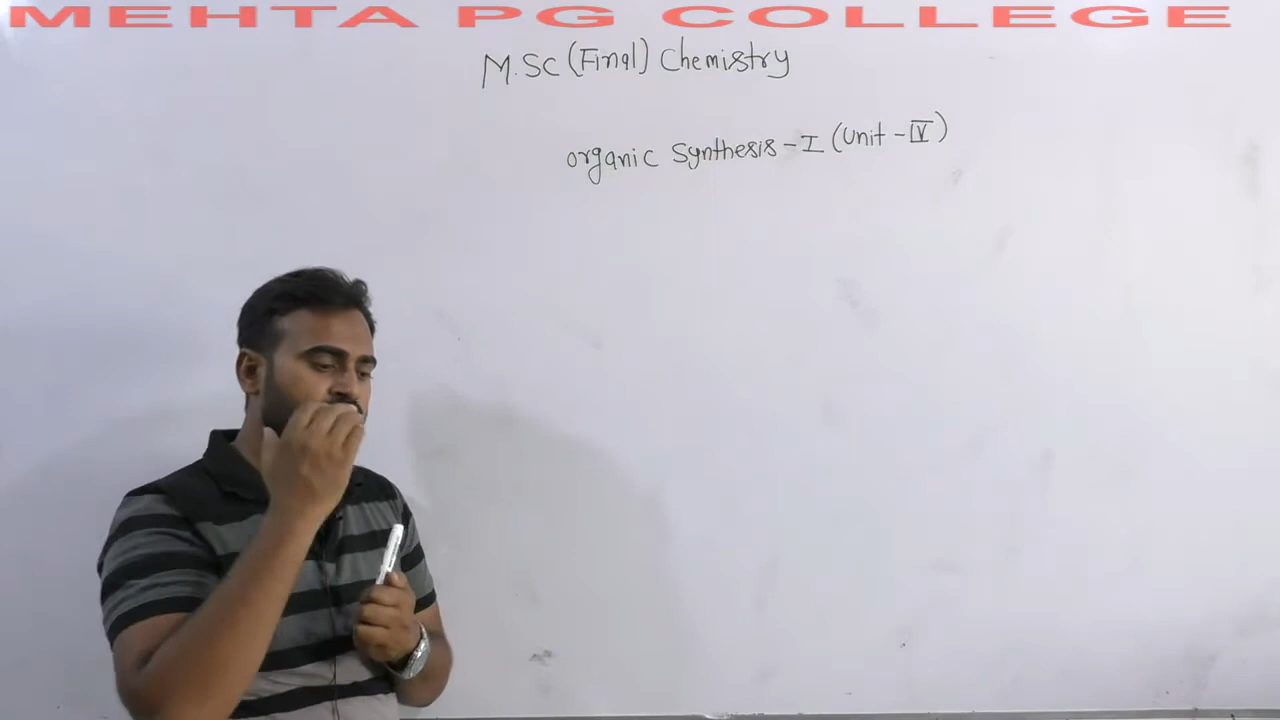 MEHTA PG COLLEGE
M.SC (Final) Chemistry
organic Synthesis - I (Unit - IV)